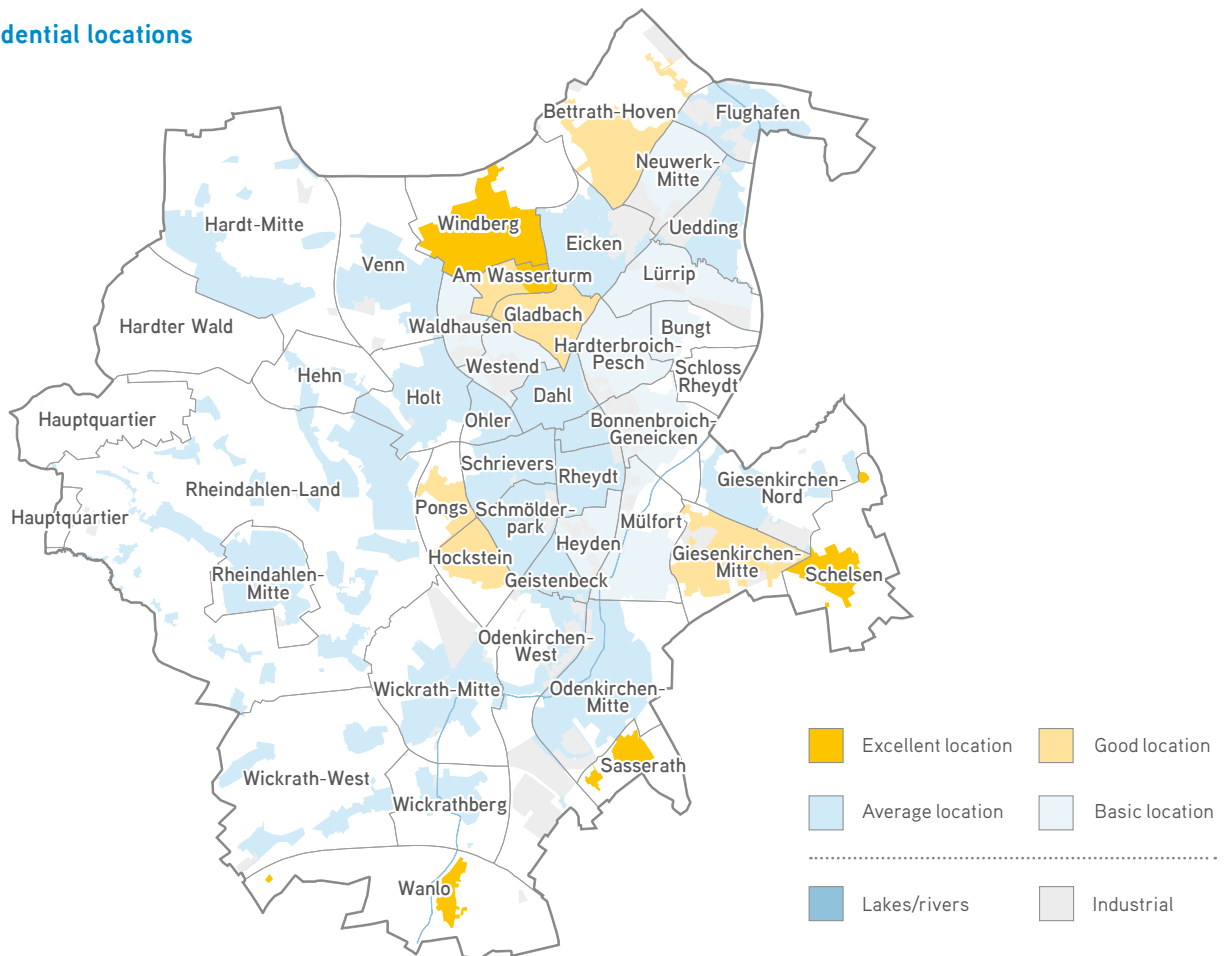 dential locations
Bettrath-Hoven
Flughafen
Neuwerk-
Mitte
Hardt-Mitte
Windberg
Eicken
Uedding
Venn
Am Wasserturm
Lürrip
Hardter Wald
Waldhausen
Gladbach
Bungt
Hardterbroich-
Pesch
Westend
Schloss
Rheydt
Hehn
Holt
Dahl
Hauptquartier
Ohler
Bonnenbroich-
Geneicken
Schrievers
Rheydt
Giesenkirchen-
Nord
Rheindahlen-Land
Pongs
Schmölder-
park
Hauptquartier
Mülfort
Heyden
Hockstein
Giesenkirchen-
Mitte
Schelsen
Rheindahlen-
Mitte
Geistenbeck
Odenkirchen-
West
Wickrath-Mitte
Odenkirchen-
Mitte
Sasserath
Wickrath-West
Wickrathberg
Wanlo
Excellent location
Good location
Average location
Basic location
Lakes/rivers
Industrial